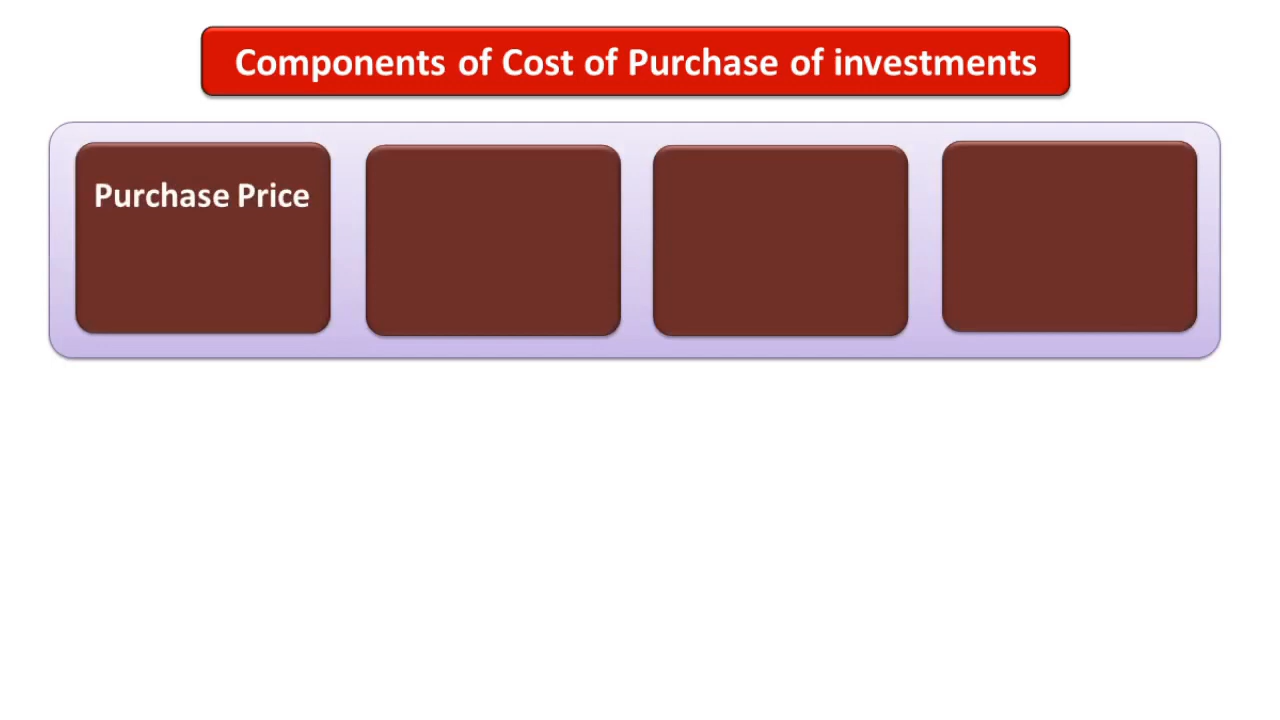 Components of Cost of Purchase of investments
Purchase Price